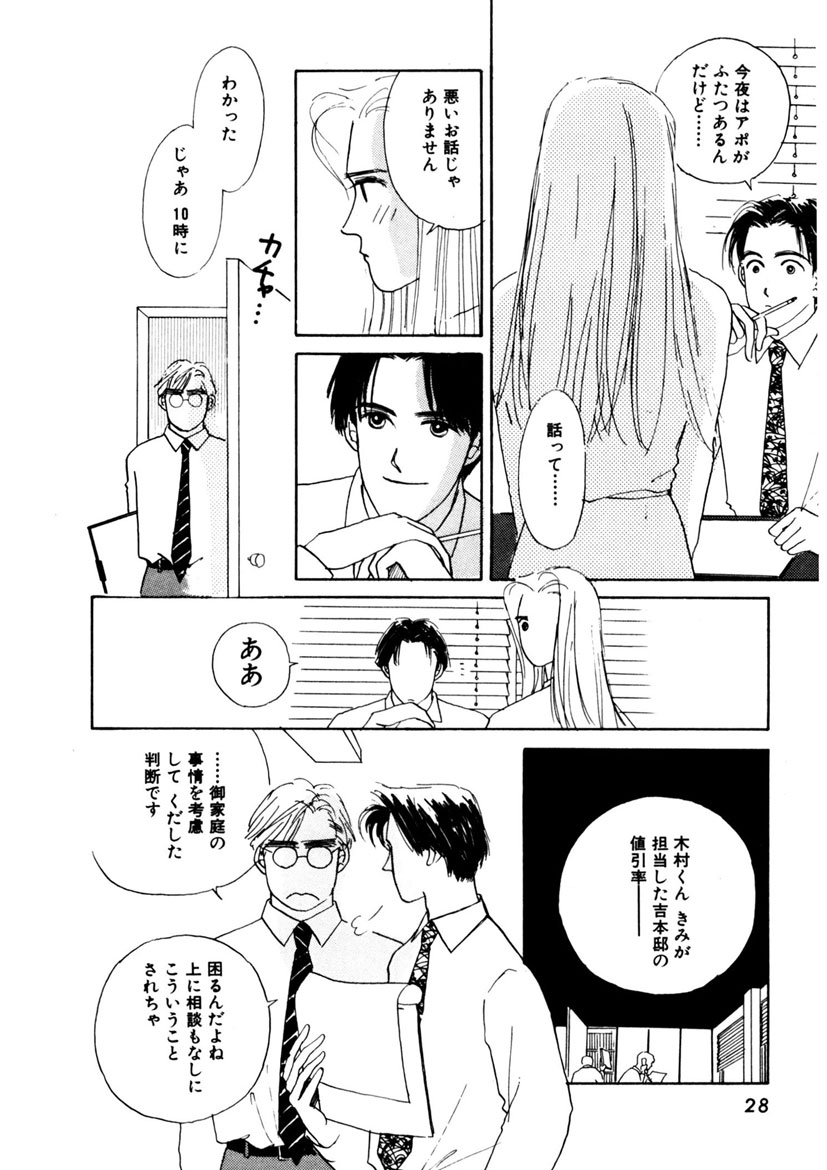 今夜はアポが
ふたつあるん
だけど……
話って……
悪いお話じゃ
ありません
わかった
じゃあ 10時に
カチャ…
ああ
木村くん きみが
担当した吉本邸の
値引率――
……御家庭の
事情を考慮
して くだした
判断です
困るんだよね
上に相談もなしに
こういうこと
されちゃ
28